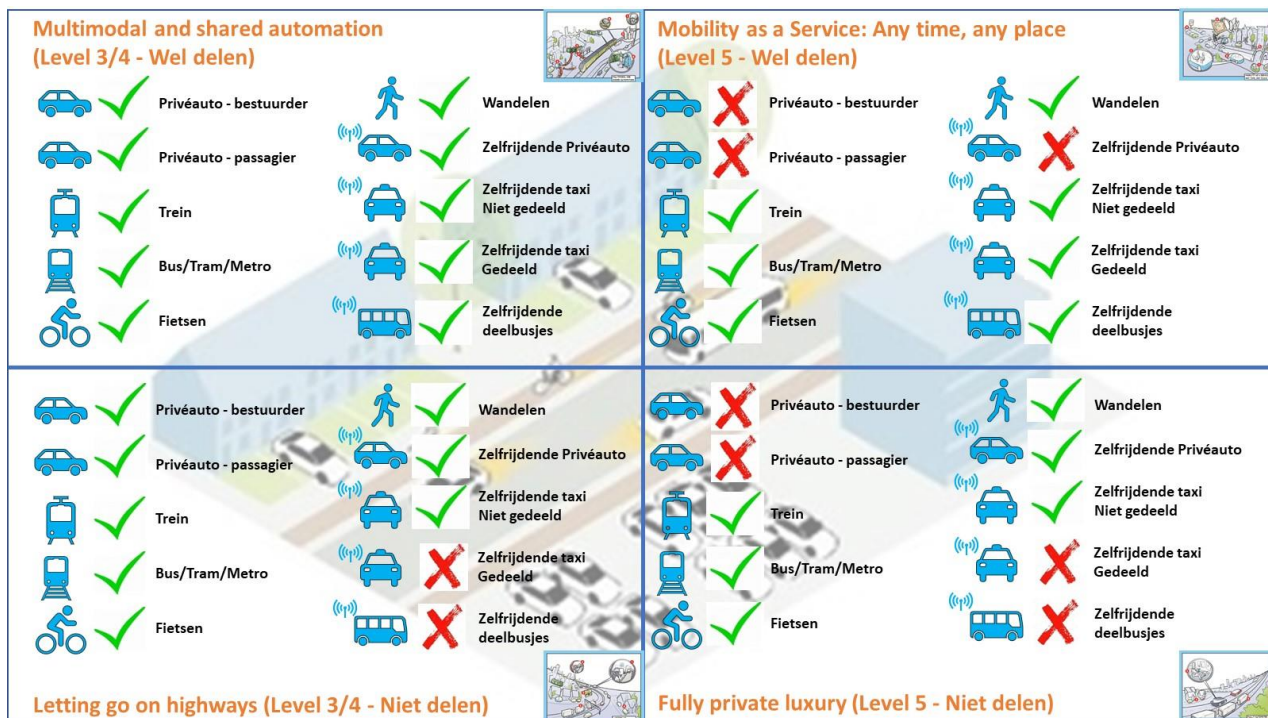 Multimodal and shared automation
(Level 3/4 - Wel delen)
Privéauto - bestuurder
Privéauto - passagier
Trein
Bus/Tram/Metro
Fietsen
Wandelen
Zelfrijdende Privéauto
Zelfrijdende taxi
Niet gedeeld
Zelfrijdende taxi
Gedeeld
Zelfrijdende
deelbusjes
Mobility as a Service: Any time, any place
(Level 5 - Wel delen)
Privéauto - bestuurder
Privéauto - passagier
Trein
Bus/Tram/Metro
Fietsen
Wandelen
Zelfrijdende Privéauto
Zelfrijdende taxi
Niet gedeeld
Zelfrijdende taxi
Gedeeld
Zelfrijdende
deelbusjes
Privéauto - bestuurder
Privéauto - passagier
Trein
Bus/Tram/Metro
Fietsen
Wandelen
Zelfrijdende Privéauto
Zelfrijdende taxi
Niet gedeeld
Zelfrijdende taxi
Gedeeld
Zelfrijdende
deelbusjes
Letting go on highways (Level 3/4 - Niet delen)
Privéauto - bestuurder
Privéauto - passagier
Trein
Bus/Tram/Metro
Fietsen
Wandelen
Zelfrijdende Privéauto
Zelfrijdende taxi
Niet gedeeld
Zelfrijdende taxi
Gedeeld
Zelfrijdende
deelbusjes
Fully private luxury (Level 5 - Niet delen)